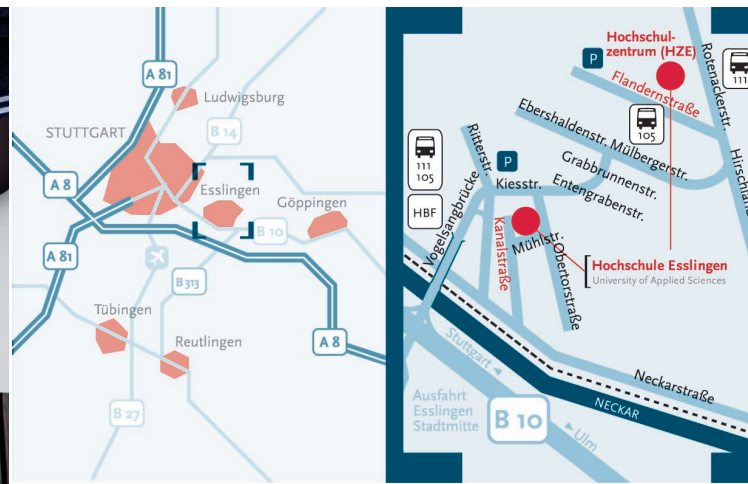 A 81
Ludwigsburg
STUTTGART
B 14
A 8
Esslingen
Göppingen
B 10
A 81
B 313
Tübingen
A 8
Reutlingen
B 27
Hochschul-
zentrum (HZE)
P
Rotenackerstr.
111
Flandernstraße
105
Ebershaldenstr.
Mülbergerstr.
Ritterstr.
111
105
P
Grabbrunnenstr.
Kiesstr.
Entengrabenstr.
HBF
Vogelsangbrücke
Kanalstraße
Mühlstr.
Obertorstraße
Hochschule Esslingen
University of Applied Sciences
Stuttgart
Neckarstraße
Ausfahrt
Esslingen
Stadtmitte
B 10
NECKAR
Ulm